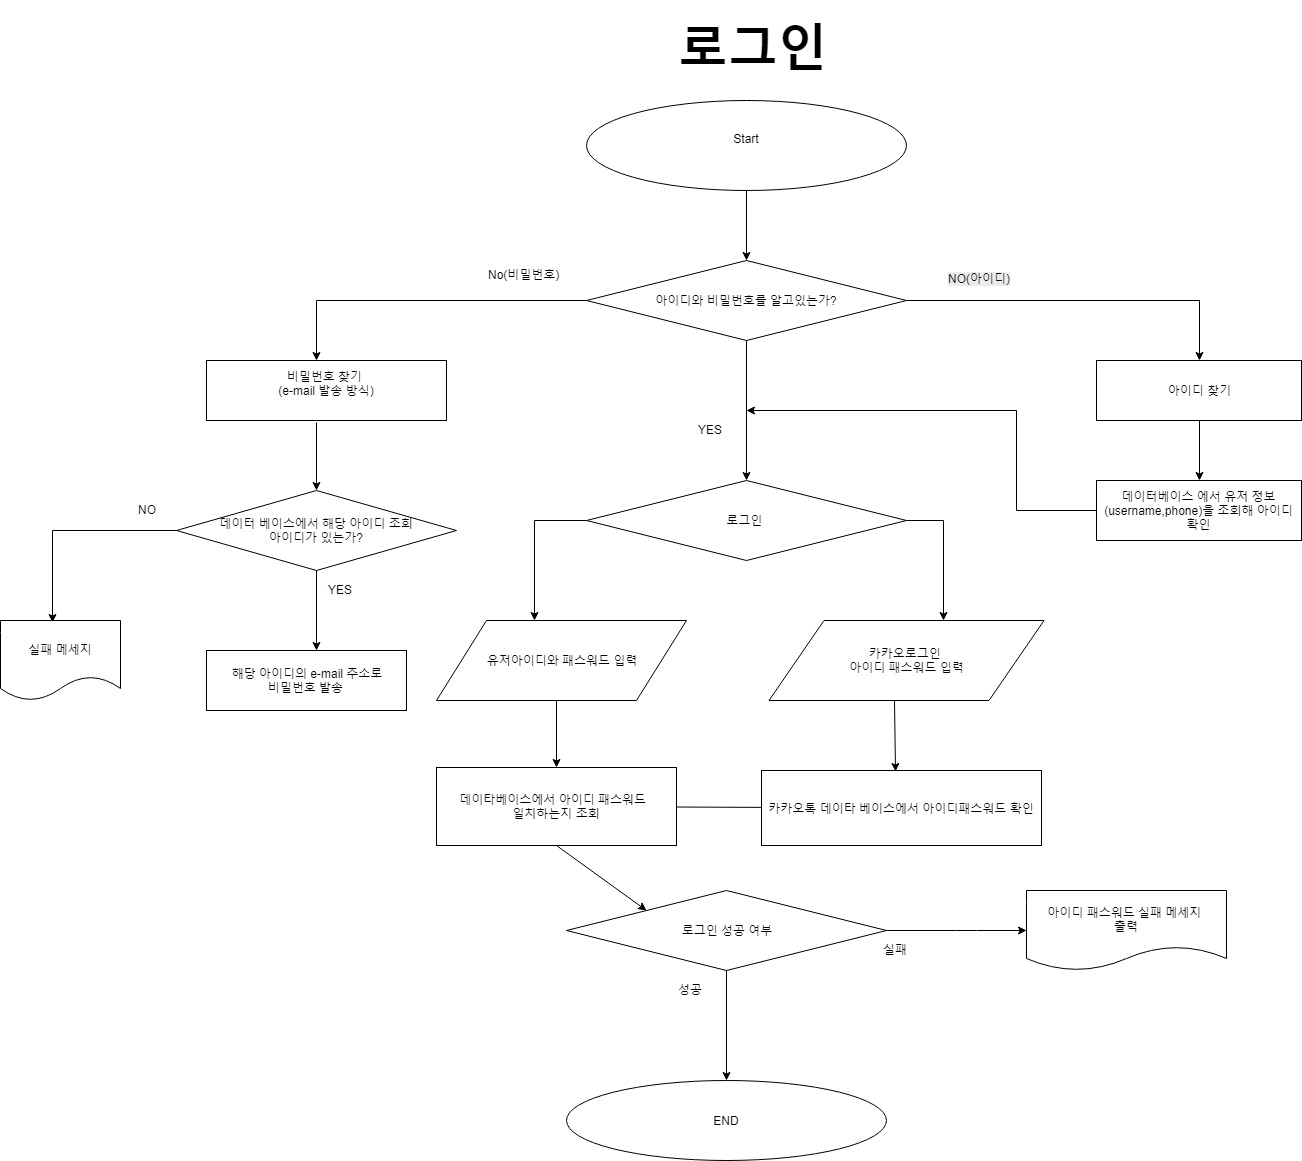 로그인
Start
No(비밀번호)
NO(아이디)
아이디와 비밀번호를 알고있는가?
비밀번호 찾기
(e-mail 발송 방식)
아이디 찾기
YES
데이터베이스 에서 유저 정보
(username,phone)을 조회해 아이디
확인
NO
데이터 베이스에서 해당 아이디 조회
아이디가 있는가?
로그인
YES
실패 메세지
해당 아이디의 e-mail 주소로
비밀번호 발송
유저아이디와 패스워드 입력
카카오로그인
아이디 패스워드 입력
데이타베이스에서 아이디 패스워드
일치하는지 조회
카카오톡 데이타 베이스에서 아이디패스워드 확인
로그인 성공 여부
실패
아이디 패스워드 실패 메세지
출력
성공
END